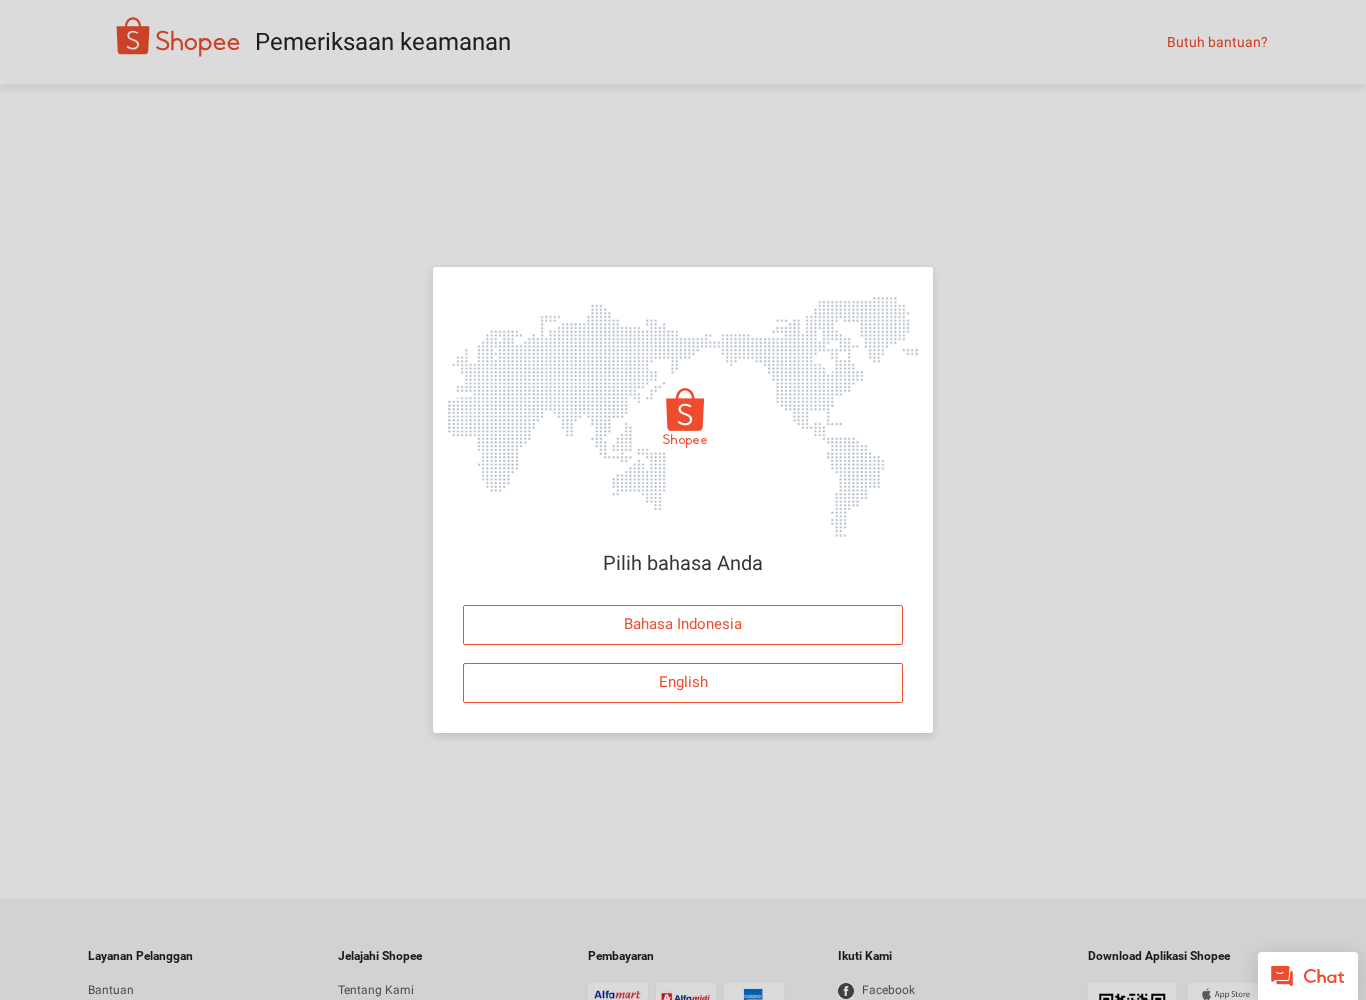 Shopee Pemeriksaan keamanan
Butuh bantuan?
Shopee
Pilih bahasa Anda
Bahasa Indonesia
English
Layanan Pelanggan
Jelajahi Shopee
Pembayaran
Ikuti Kami
Download Aplikasi Shopee
Bantuan
Tentang Kami
Alfamart
Alfamidi
Facebook
App Store
Chat